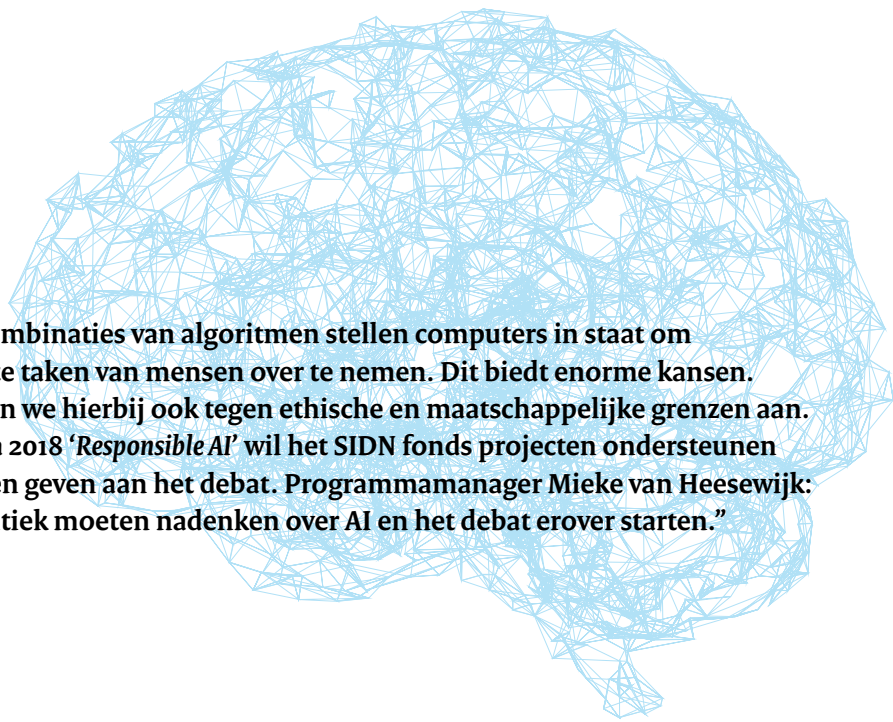 mbinaties van algoritmen stellen computers in staat om
e taken van mensen over te nemen. Dit biedt enorme kansen.
n we hierbij ook tegen ethische en maatschappelijke grenzen aan.
2018 ‘Responsible AI’ wil het SIDN fonds projecten ondersteunen
en geven aan het debat. Programmamanager Mieke van Heesewijk:
tiek moeten nadenken over AI en het debat erover starten.”